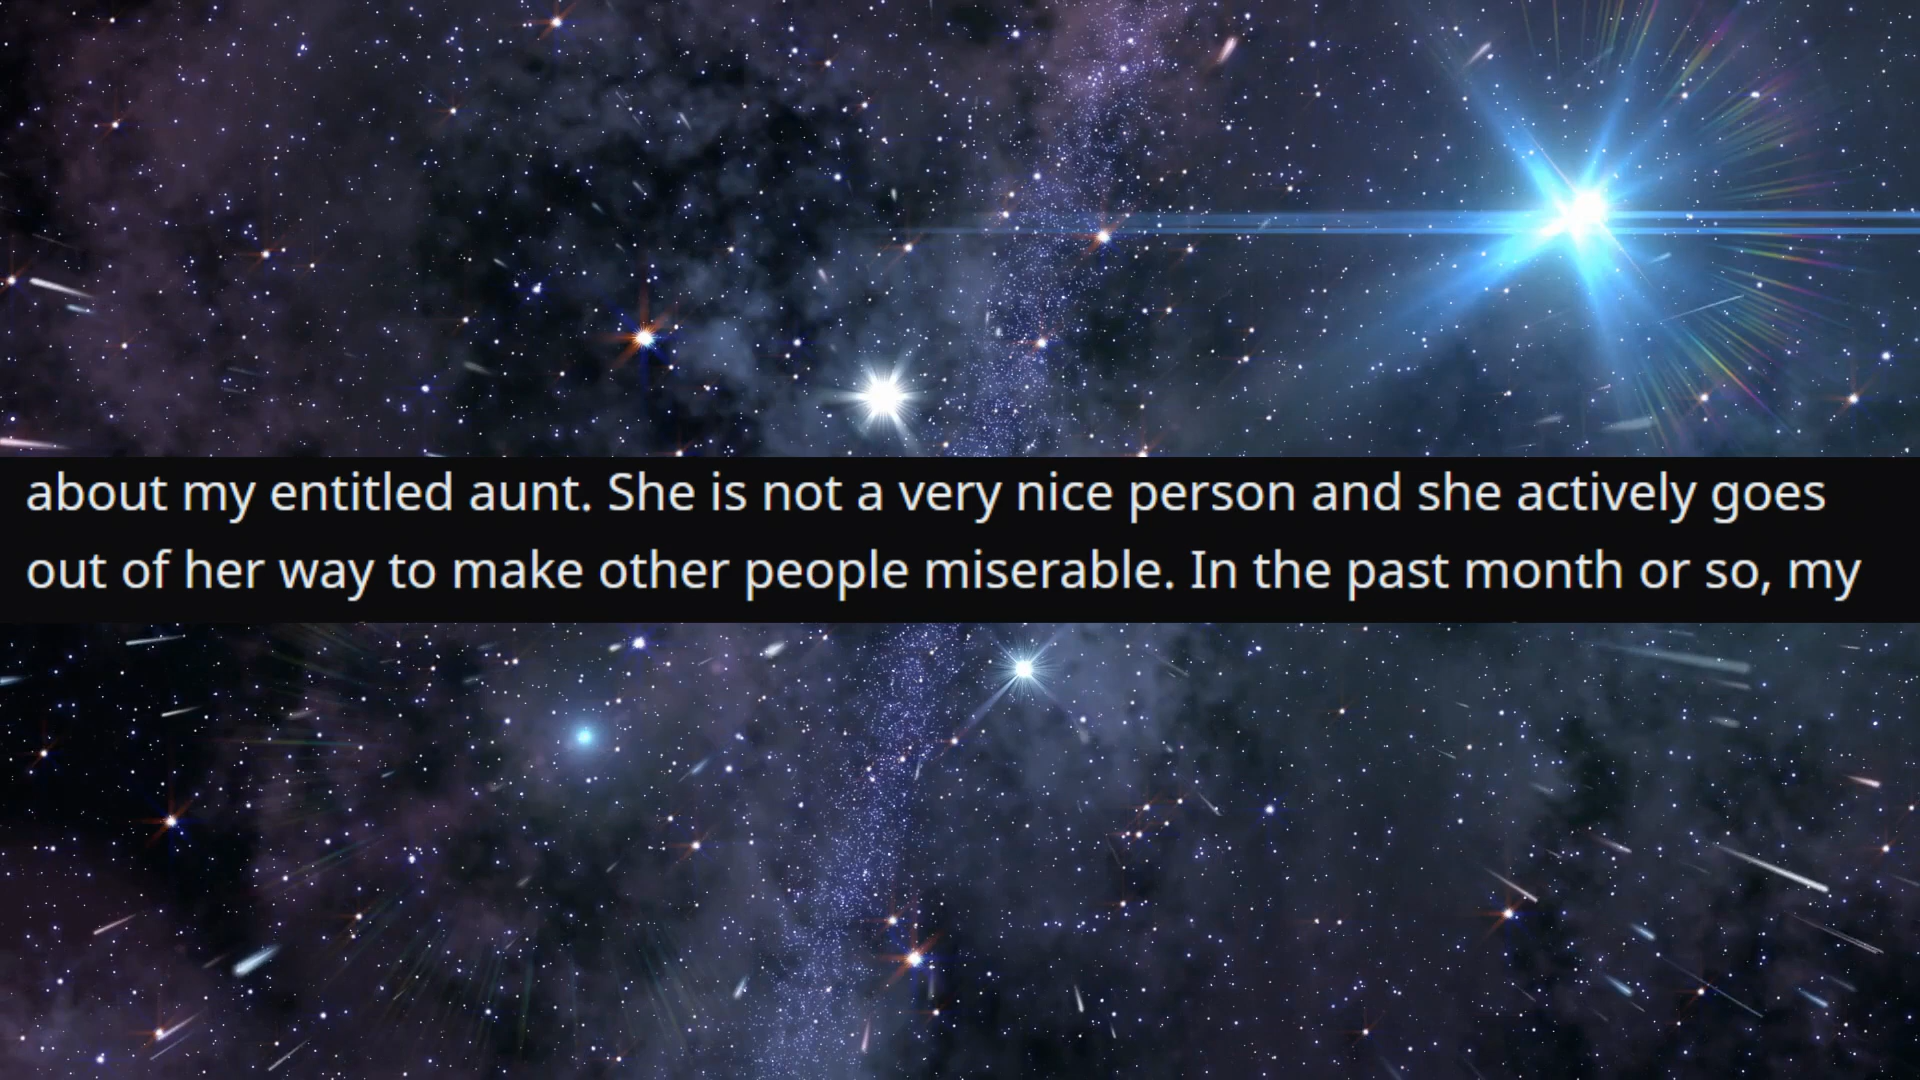 about my entitled aunt. She is not a very nice person and she actively goes
out of her way to make other people miserable. In the past month or so, my